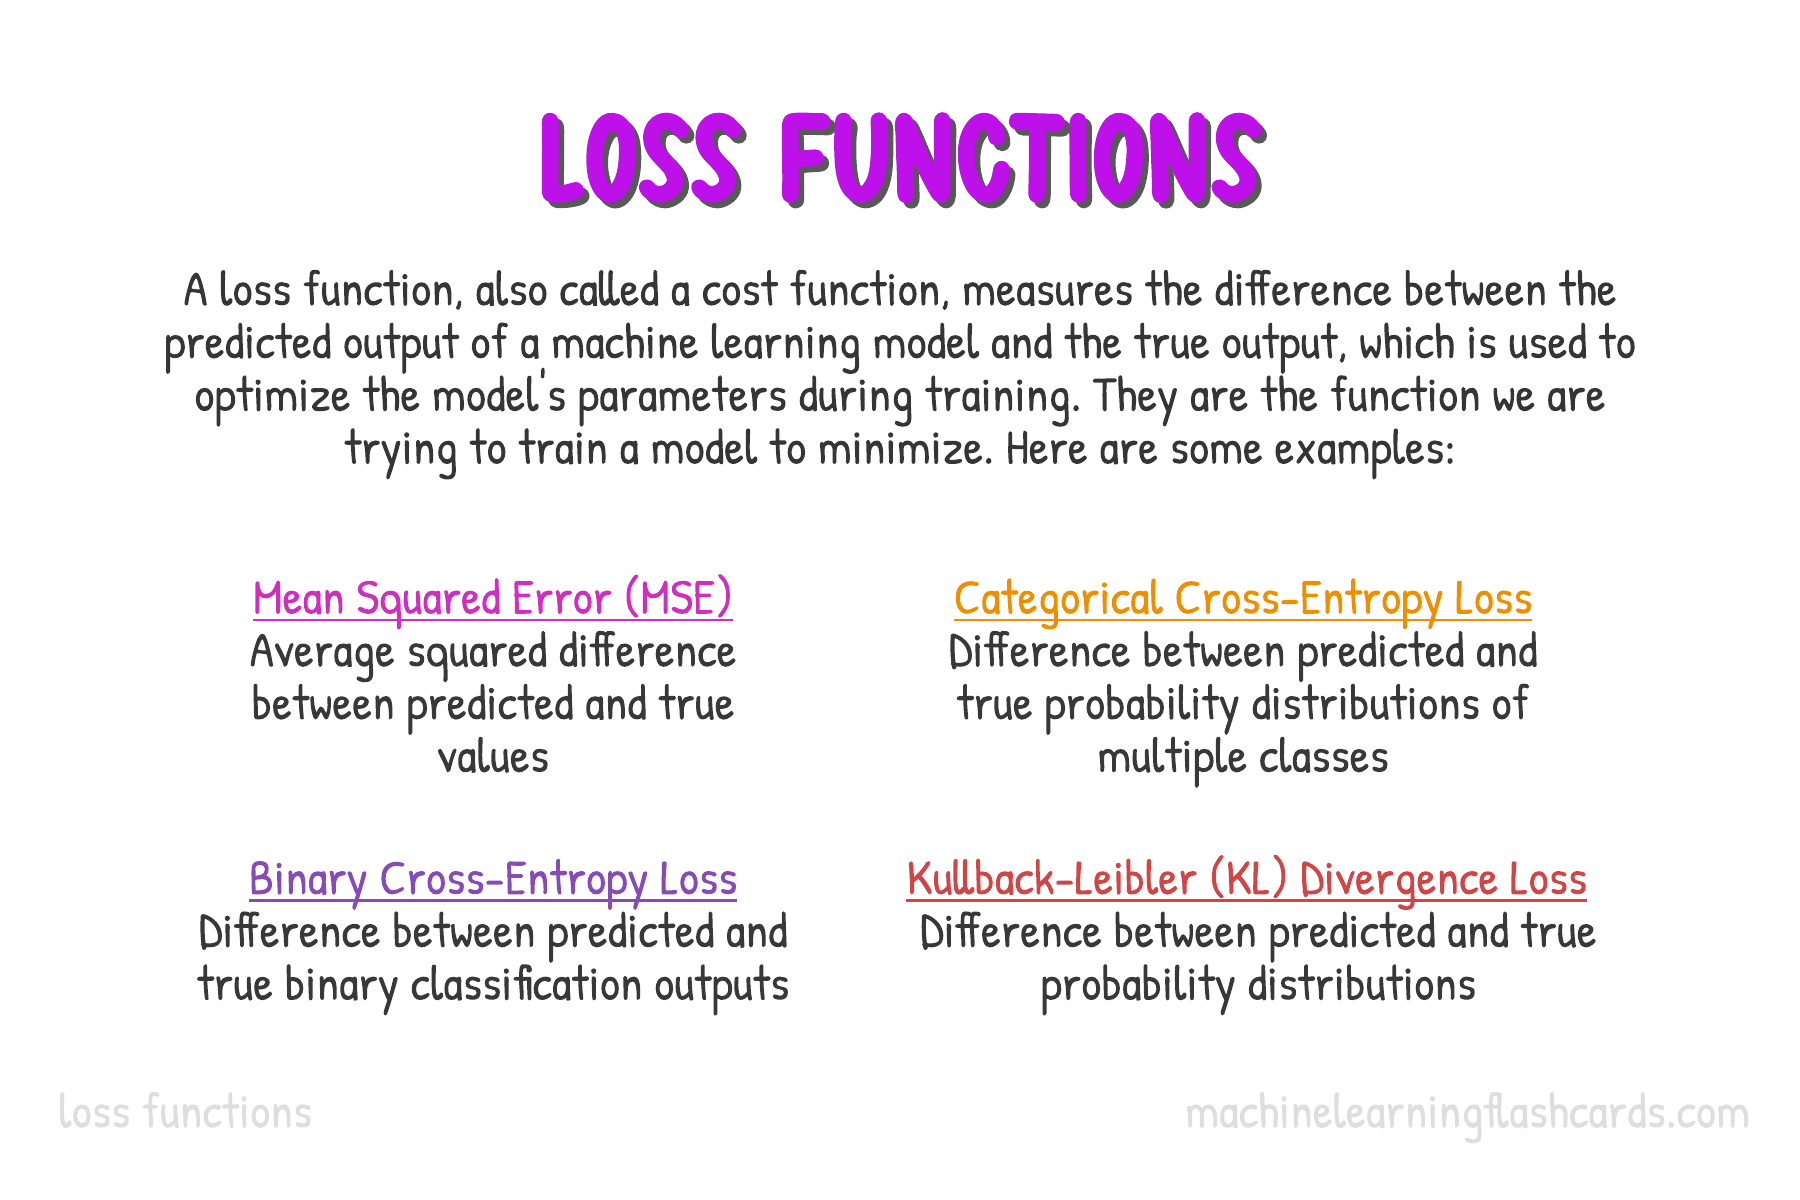 LOSS FUNCTIONS
A loss function, also called a cost function, measures the difference between the
predicted output of a machine learning model and the true output, which is used to
optimize the model's parameters during training. They are the function we are
trying to train a model to minimize. Here are some examples:
Mean Squared Error (MSE)
Average squared difference
between predicted and true
values
Categorical Cross-Entropy Loss
Difference between predicted and
true probability distributions of
multiple classes
Binary Cross-Entropy Loss
Difference between predicted and
true binary classification outputs
Kullback-Leibler (KL) Divergence Loss
Difference between predicted and true
probability distributions
loss functions
machinelearningflashcards.com